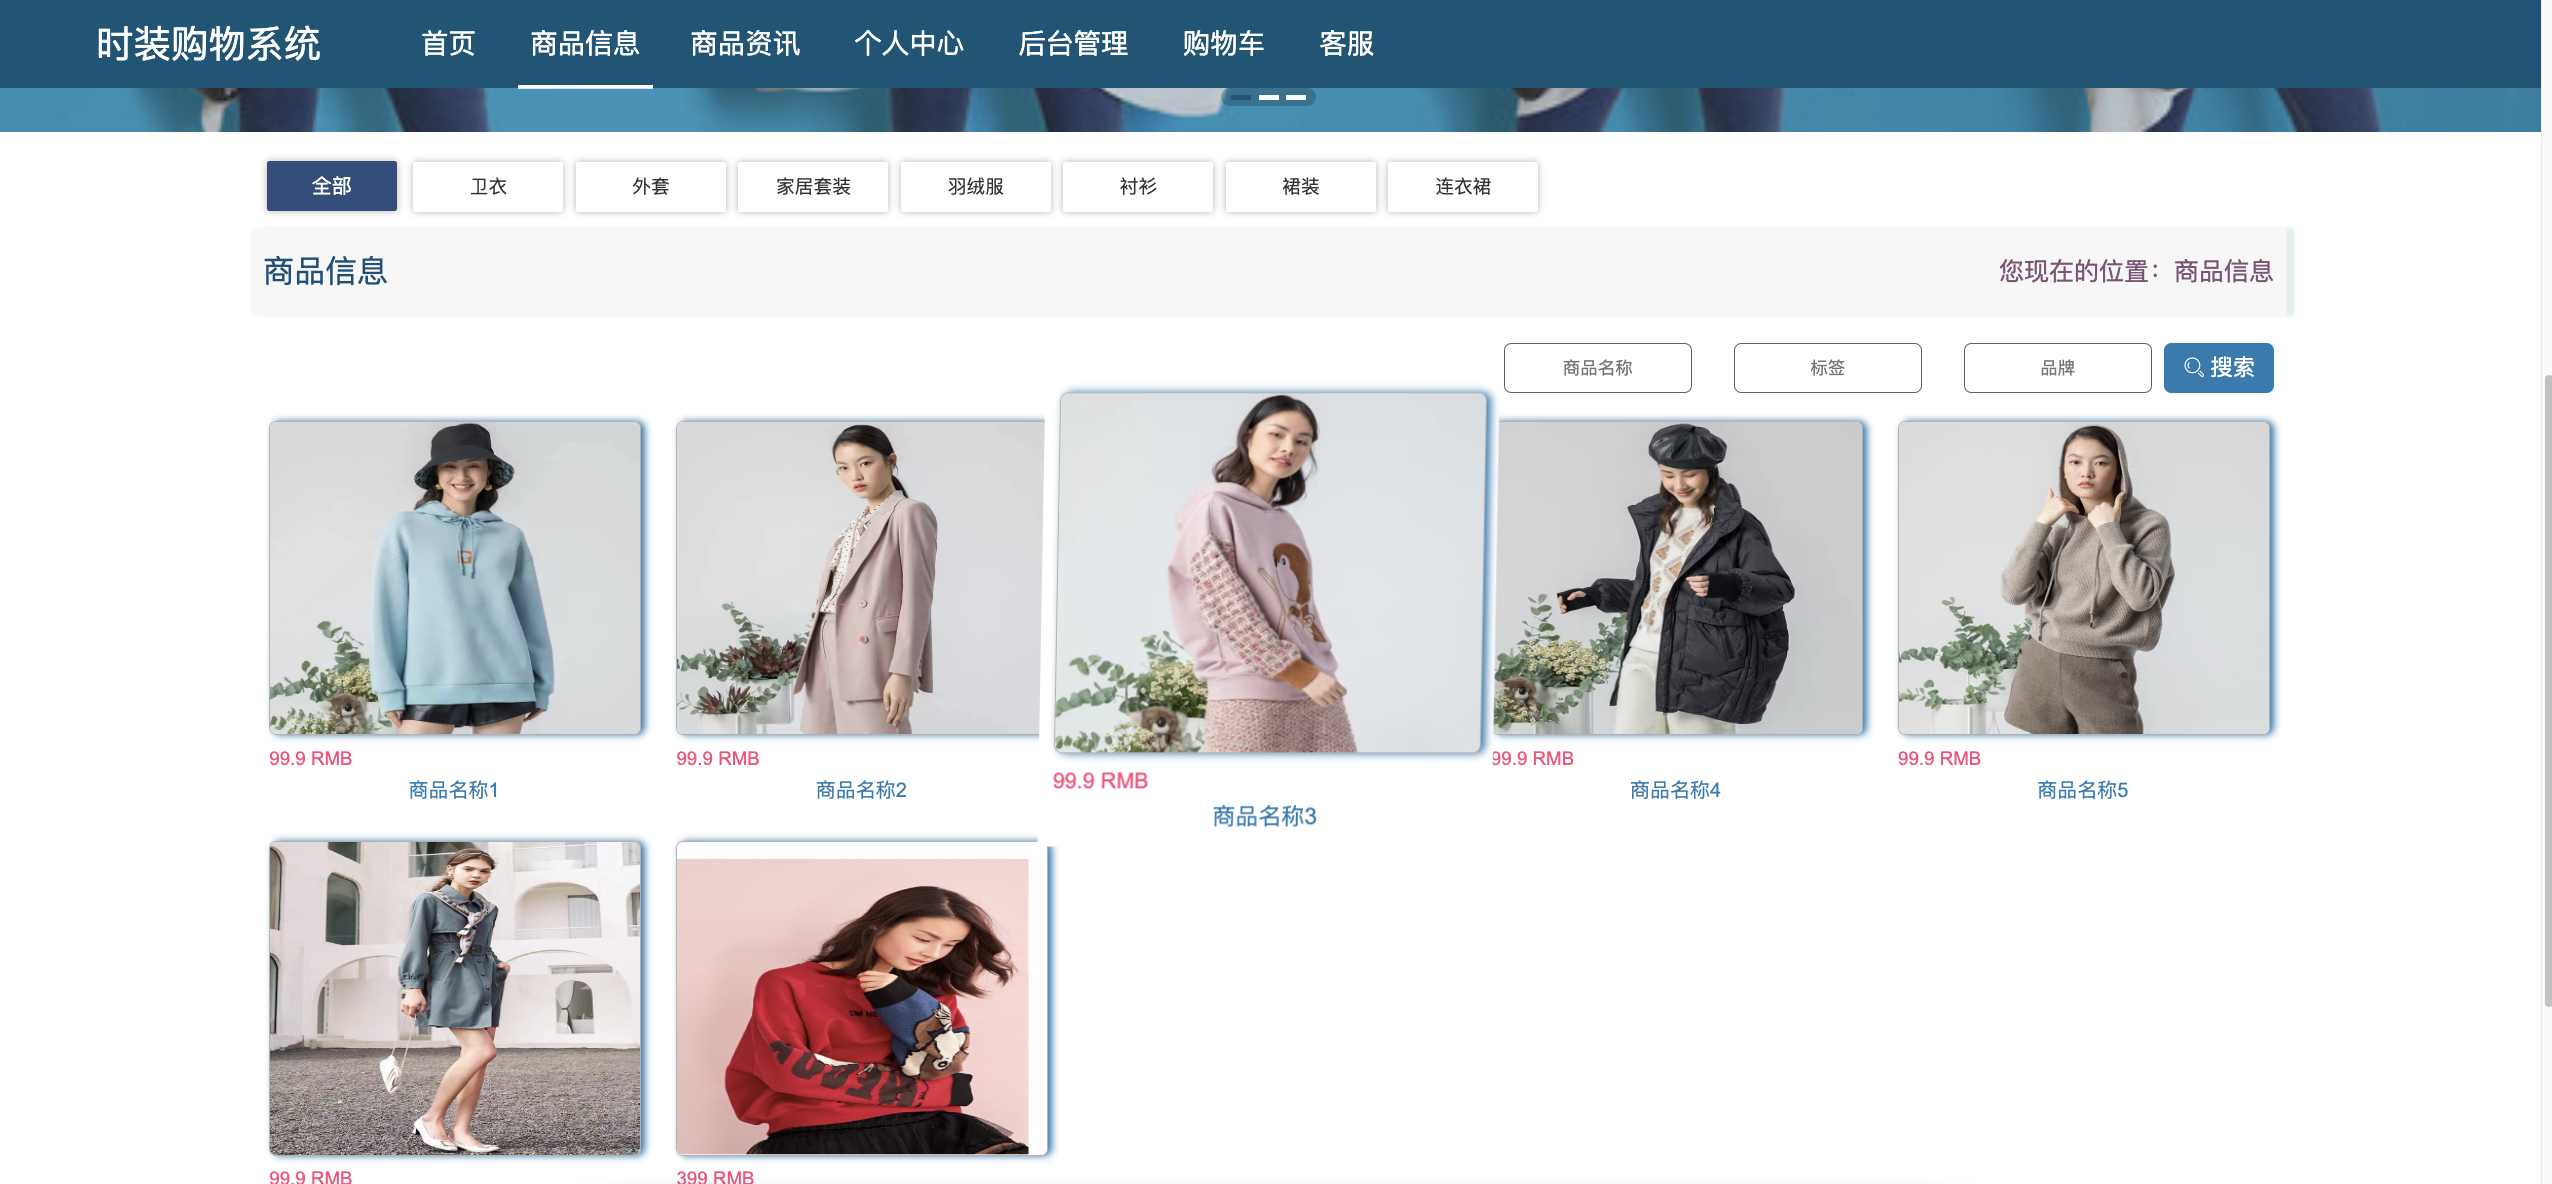 时装购物系统 首页 商品信息 商品资讯 个人中心 后台管理 购物车 客服
全部 卫衣 外套 家居套装 羽绒服 衬衫 裙装 连衣裙
商品信息 您现在的位置：商品信息
商品名称 标签 品牌 搜索
99.9 RMB 99.9 RMB 99.9 RMB 99.9 RMB 99.9 RMB
商品名称1 商品名称2 商品名称3 商品名称4 商品名称5
99.9 RMB 399 RMB